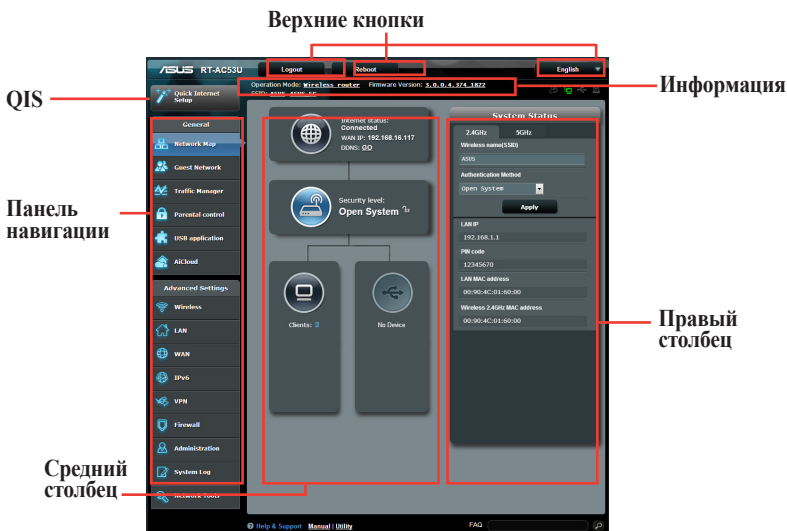 Верхние кнопки
QIS
Информация
Панель
навигации
Правый
столбец
Средний
столбец
ASUS RT-AC53U
Logout
Reboot
English
Quick Internet
Setup
Operation Mode: Wireless router Firmware Version: 3.0.0.4.374_1822
SSID: ASUS ASUS_5G
General
Network Map
Guest Network
Traffic Manager
Parental control
USB application
AiCloud
Advanced Settings
Wireless
LAN
WAN
IPv6
VPN
Firewall
Administration
System Log
Network Tools
Internet status:
Connected
WAN IP: 192.168.16.117
DDNS: GO
Security level:
Open System
Clients: 2
No Device
System Status
2.4GHz 5GHz
Wireless name(SSID)
ASUS
Authentication Method
Open System
Apply
LAN IP
192.168.1.1
PIN code
12345670
LAN MAC address
00:90:4C:01:60:00
Wireless 2.4GHz MAC address
00:90:4C:01:60:00
Help & Support Manual | Utility
FAQ